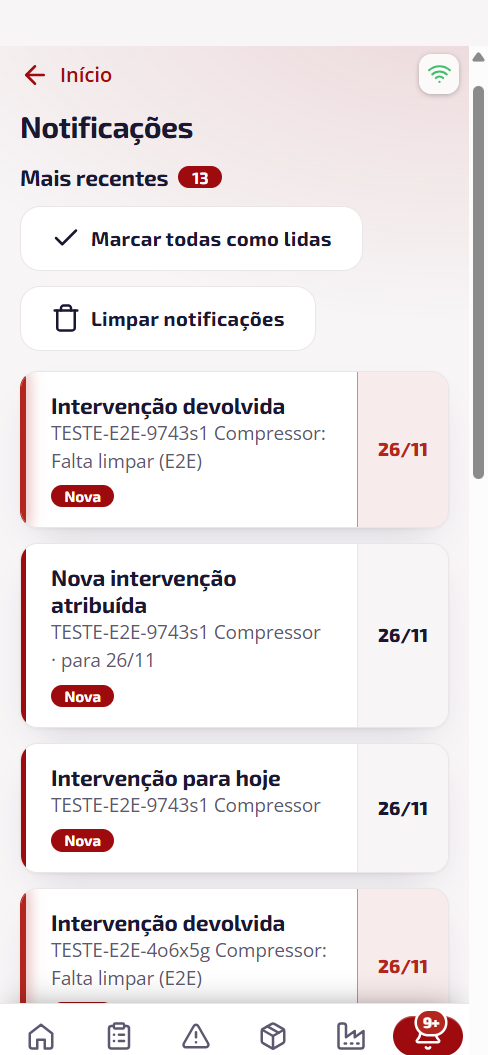 Início
Notificações
Mais recentes 13
Marcar todas como lidas
Limpar notificações
Intervenção devolvida
TESTE-E2E-9743s1 Compressor:
Falta limpar (E2E)
Nova
26/11
Nova intervenção
atribuída
TESTE-E2E-9743s1 Compressor
· para 26/11
Nova
26/11
Intervenção para hoje
TESTE-E2E-9743s1 Compressor
Nova
26/11
Intervenção devolvida
TESTE-E2E-4o6x5g Compressor:
Falta limpar (E2E)
26/11
9+